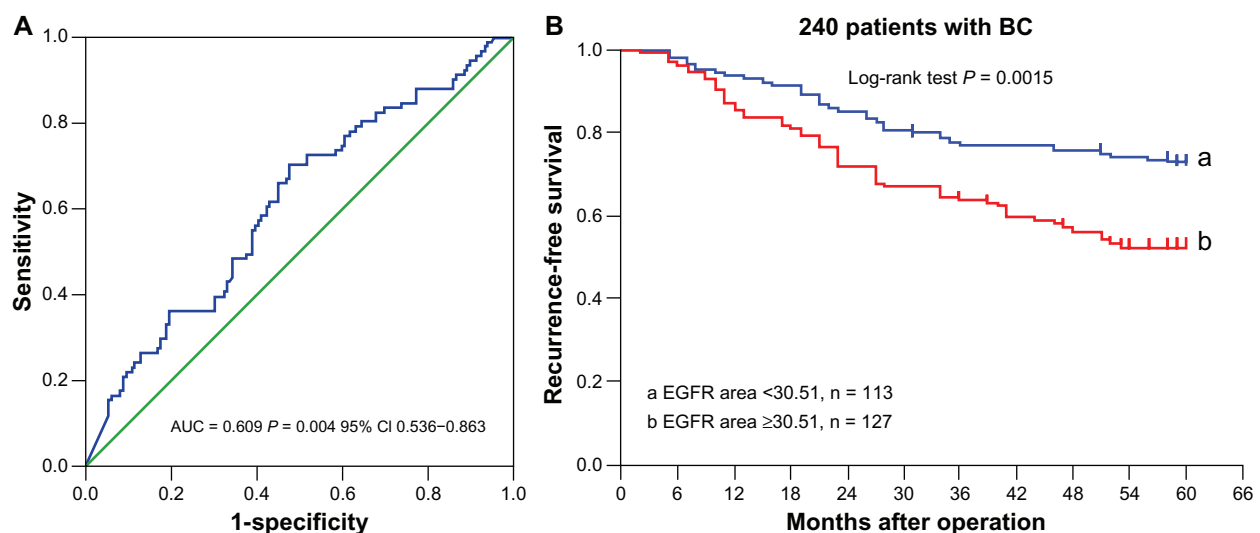 A
1.0
0.8
0.6
0.4
0.2
0.0
Sensitivity
AUC = 0.609 P = 0.004 95% CI 0.536–0.863
0.0 0.2 0.4 0.6 0.8 1.0
1-specificity
B
240 patients with BC
1.0
0.8
0.6
0.4
0.2
0.0
Recurrence-free survival
Log-rank test P = 0.0015
a
b
a EGFR area <30.51, n = 113
b EGFR area ≥30.51, n = 127
0 6 12 18 24 30 36 42 48 54 60 66
Months after operation